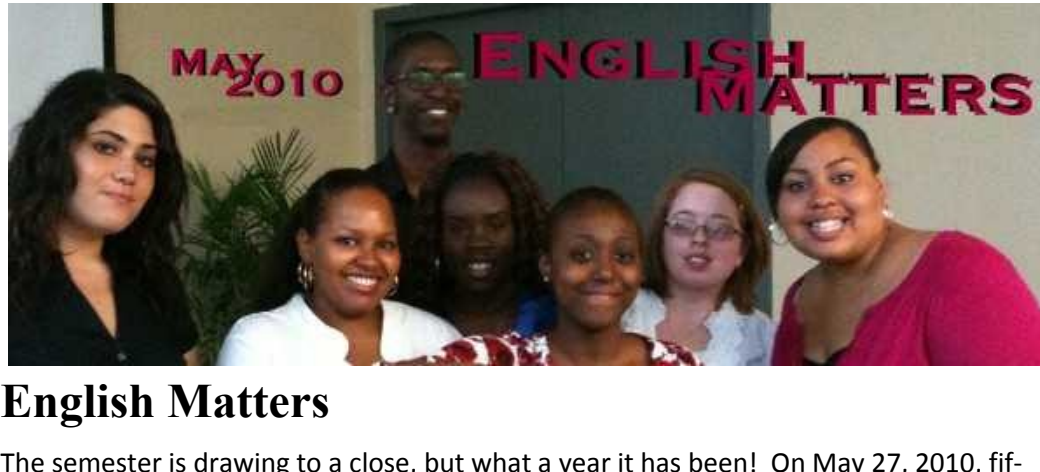 MAY
2010
ENGLISH
MATTERS
English Matters
The semester is drawing to a close, but what a year it has been!  On May 27, 2010, fif-